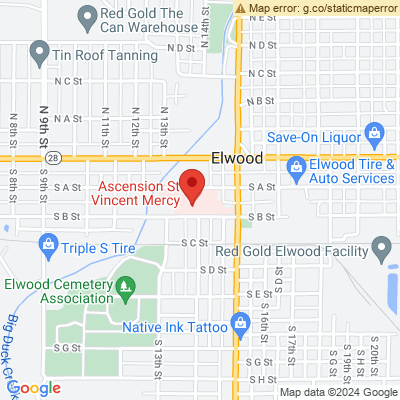 Map error: g.co/staticmaperror
Red Gold The
Can Warehouse
N 14th St
N D St
N D St
Tin Roof Tanning
N C St
N C St
N B St
N 8th St
N 9th St
N A St
N 11th St
N 12th St
N 13th St
N A St
Save-On Liquor
28
Elwood
Elwood Tire &
Auto Services
Ascension St
Vincent Mercy
S 8th St
S 9th St
S A St
S A St
S B St
S B St
Triple S Tire
S C St
Red Gold Elwood Facility
S D St
Elwood Cemetery
Association
S D St
S E St
Big Duck Creek
Native Ink Tattoo
S F St
S 16th St
S 17th St
S G St
S G St
S 13th St
S H St
S 19th St
S H St
S 20th St
Google
Map data ©2024 Google